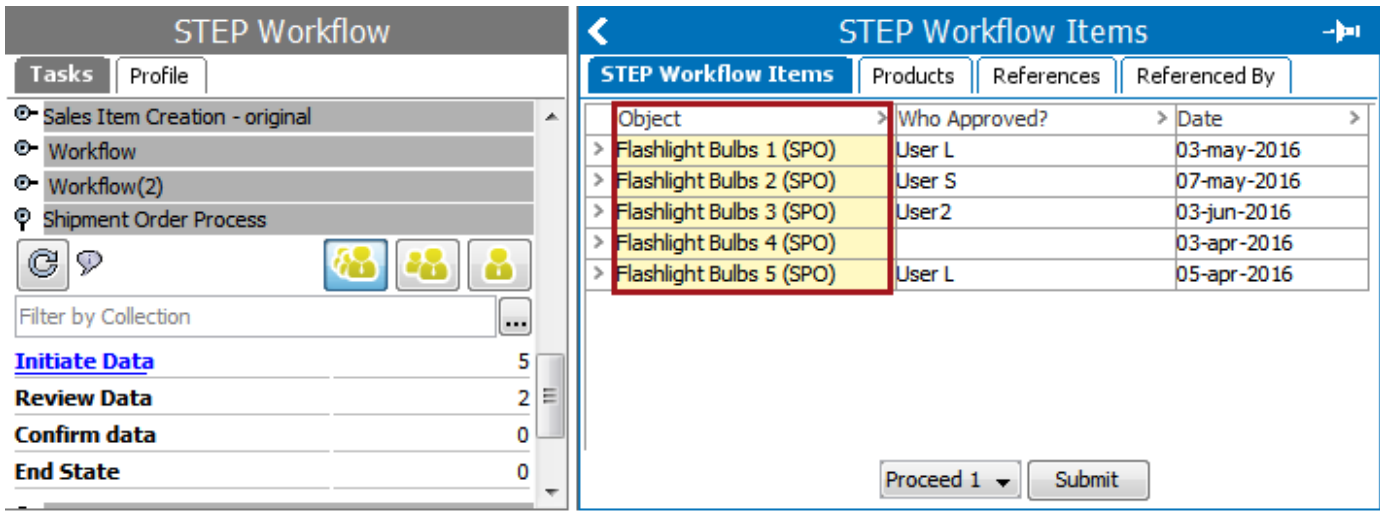 STEP Workflow
Tasks Profile
Sales Item Creation - original
Workflow
Workflow(2)
Shipment Order Process
Filter by Collection ...
Initiate Data 5
Review Data 2
Confirm data 0
End State 0
STEP Workflow Items
STEP Workflow Items Products References Referenced By
Object Who Approved? Date
Flashlight Bulbs 1 (SPO) User L 03-may-2016
Flashlight Bulbs 2 (SPO) User S 07-may-2016
Flashlight Bulbs 3 (SPO) User2 03-jun-2016
Flashlight Bulbs 4 (SPO) 03-apr-2016
Flashlight Bulbs 5 (SPO) User L 05-apr-2016
Proceed 1 Submit